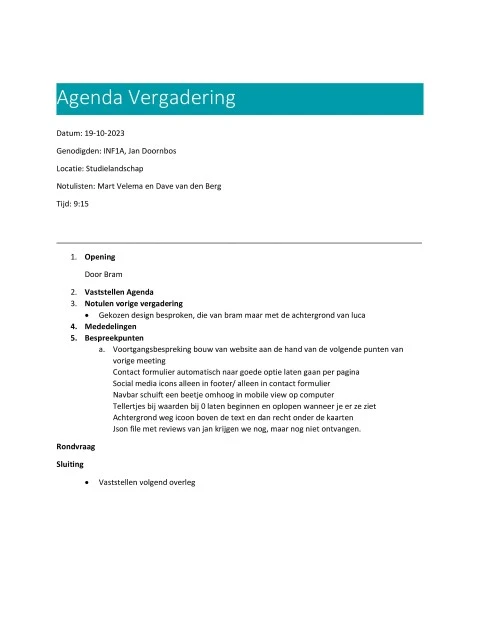 Agenda Vergadering
Datum: 19-10-2023
Genodigden: INF1A, Jan Doornbos
Locatie: Studielandschap
Notulisten: Mart Velema en Dave van den Berg
Tijd: 9:15
1. Opening
Door Bram
2. Vaststellen Agenda
3. Notulen vorige vergadering
• Gekozen design besproken, die van bram maar met de achtergrond van luca
4. Mededelingen
5. Bespreekpunten
a. Voortgangsbespreking bouw van website aan de hand van de volgende punten van
vorige meeting
Contact formulier automatisch naar goede optie laten gaan per pagina
Social media icons alleen in footer/ alleen in contact formulier
Navbar schuift een beetje omhoog in mobile view op computer
Tellertjes bij waarden bij 0 laten beginen en oplopen wanneer je er ze ziet
Achtergrond weg icoon boven de text en dan recht onder de kaarten
Json file met reviews van jan krijgen we nog, maar nog niet ontvangen.
Rondvraag
Sluiting
• Vaststellen volgend overleg